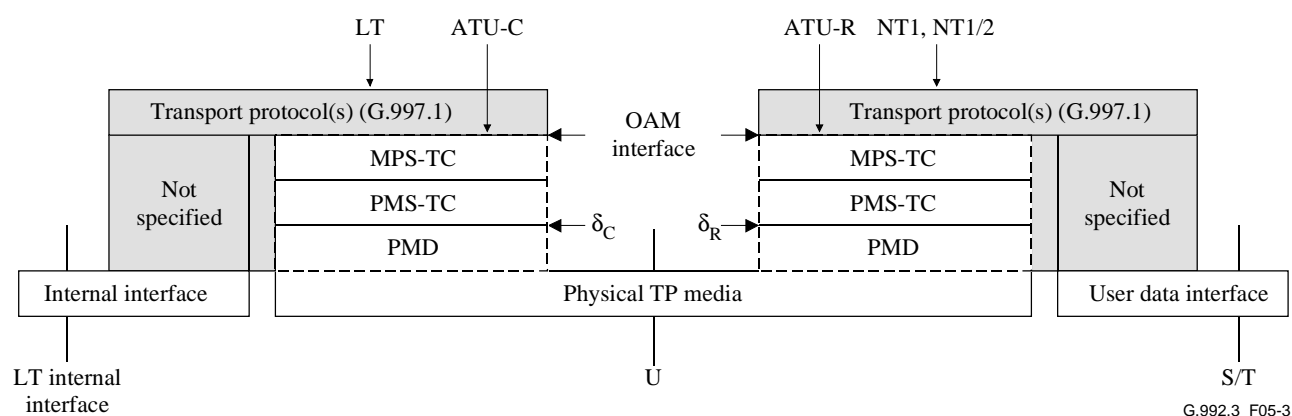 LT ATU-C ATU-R NT1, NT1/2
Transport protocol(s) (G.997.1) OAM interface Transport protocol(s) (G.997.1)
MPS-TC MPS-TC
Not specified PMS-TC PMS-TC Not specified
δC δR
PMD PMD
Internal interface Physical TP media User data interface
LT internal interface U S/T
G.992.3_F05-3